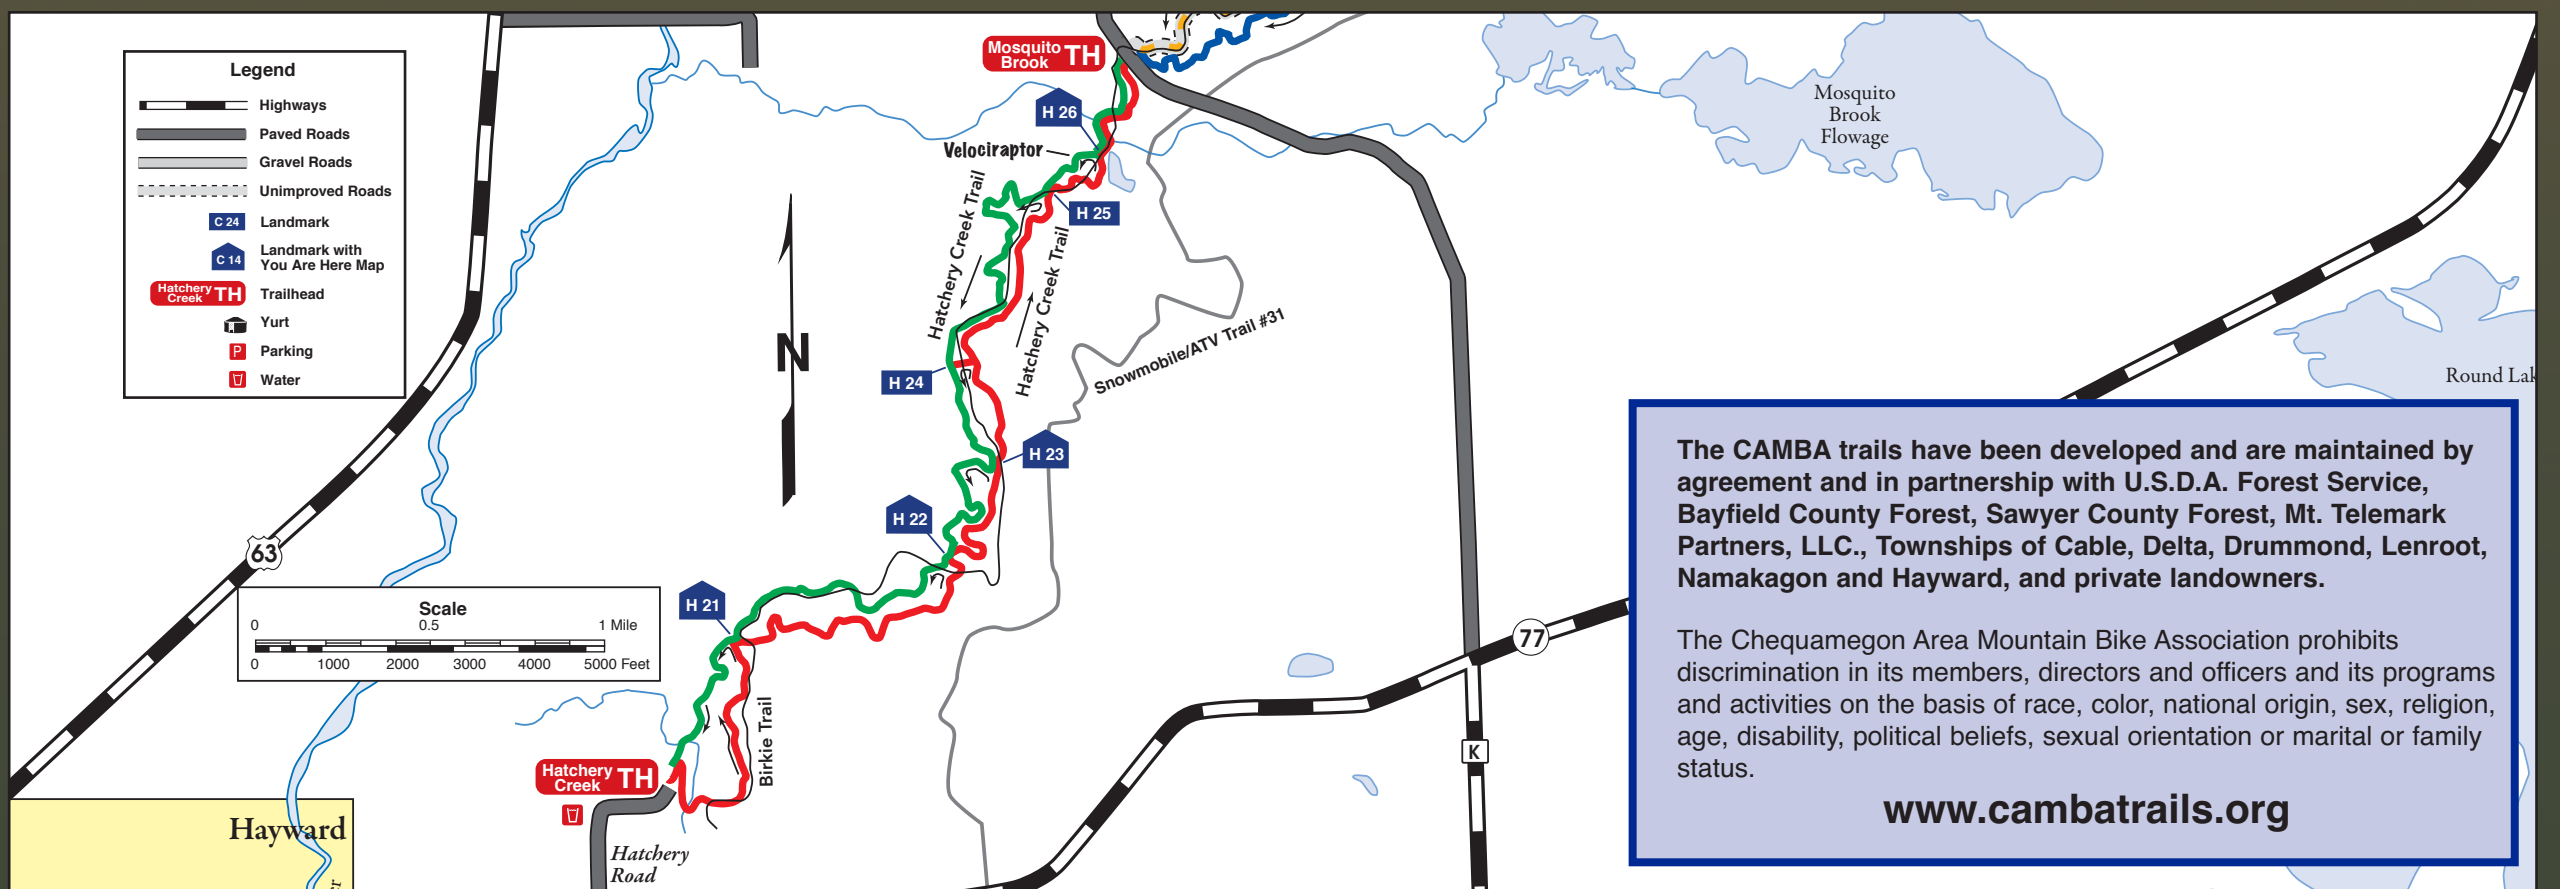 Legend
Highways
Paved Roads
Gravel Roads
Unimproved Roads
C 24
Landmark
C 14
Landmark with
You Are Here Map
Hatchery
Creek TH
Trailhead
Yurt
P
Parking
Water
Mosquito
Brook TH
H 26
Velociraptor
Hatchery Creek Trail
H 25
Hatchery Creek Trail
N
Snowmobile/ATV Trail #31
H 24
H 23
H 22
H 21
63
Scale
0 0.5 1 Mile
0 1000 2000 3000 4000 5000 Feet
Birkie Trail
Hatchery
Creek TH
Hayward
Hatchery
Road
Mosquito
Brook
Flowage
Round Lak
77
K
The CAMBA trails have been developed and are maintained by
agreement and in partnership with U.S.D.A. Forest Service,
Bayfield County Forest, Sawyer County Forest, Mt. Telemark
Partners, LLC., Townships of Cable, Delta, Drummond, Lenroot,
Namakagon and Hayward, and private landowners.
The Chequamegon Area Mountain Bike Association prohibits
discrimination in its members, directors and officers and its programs
and activities on the basis of race, color, national origin, sex, religion,
age, disability, political beliefs, sexual orientation or marital or family
status.
www.cambatrails.org